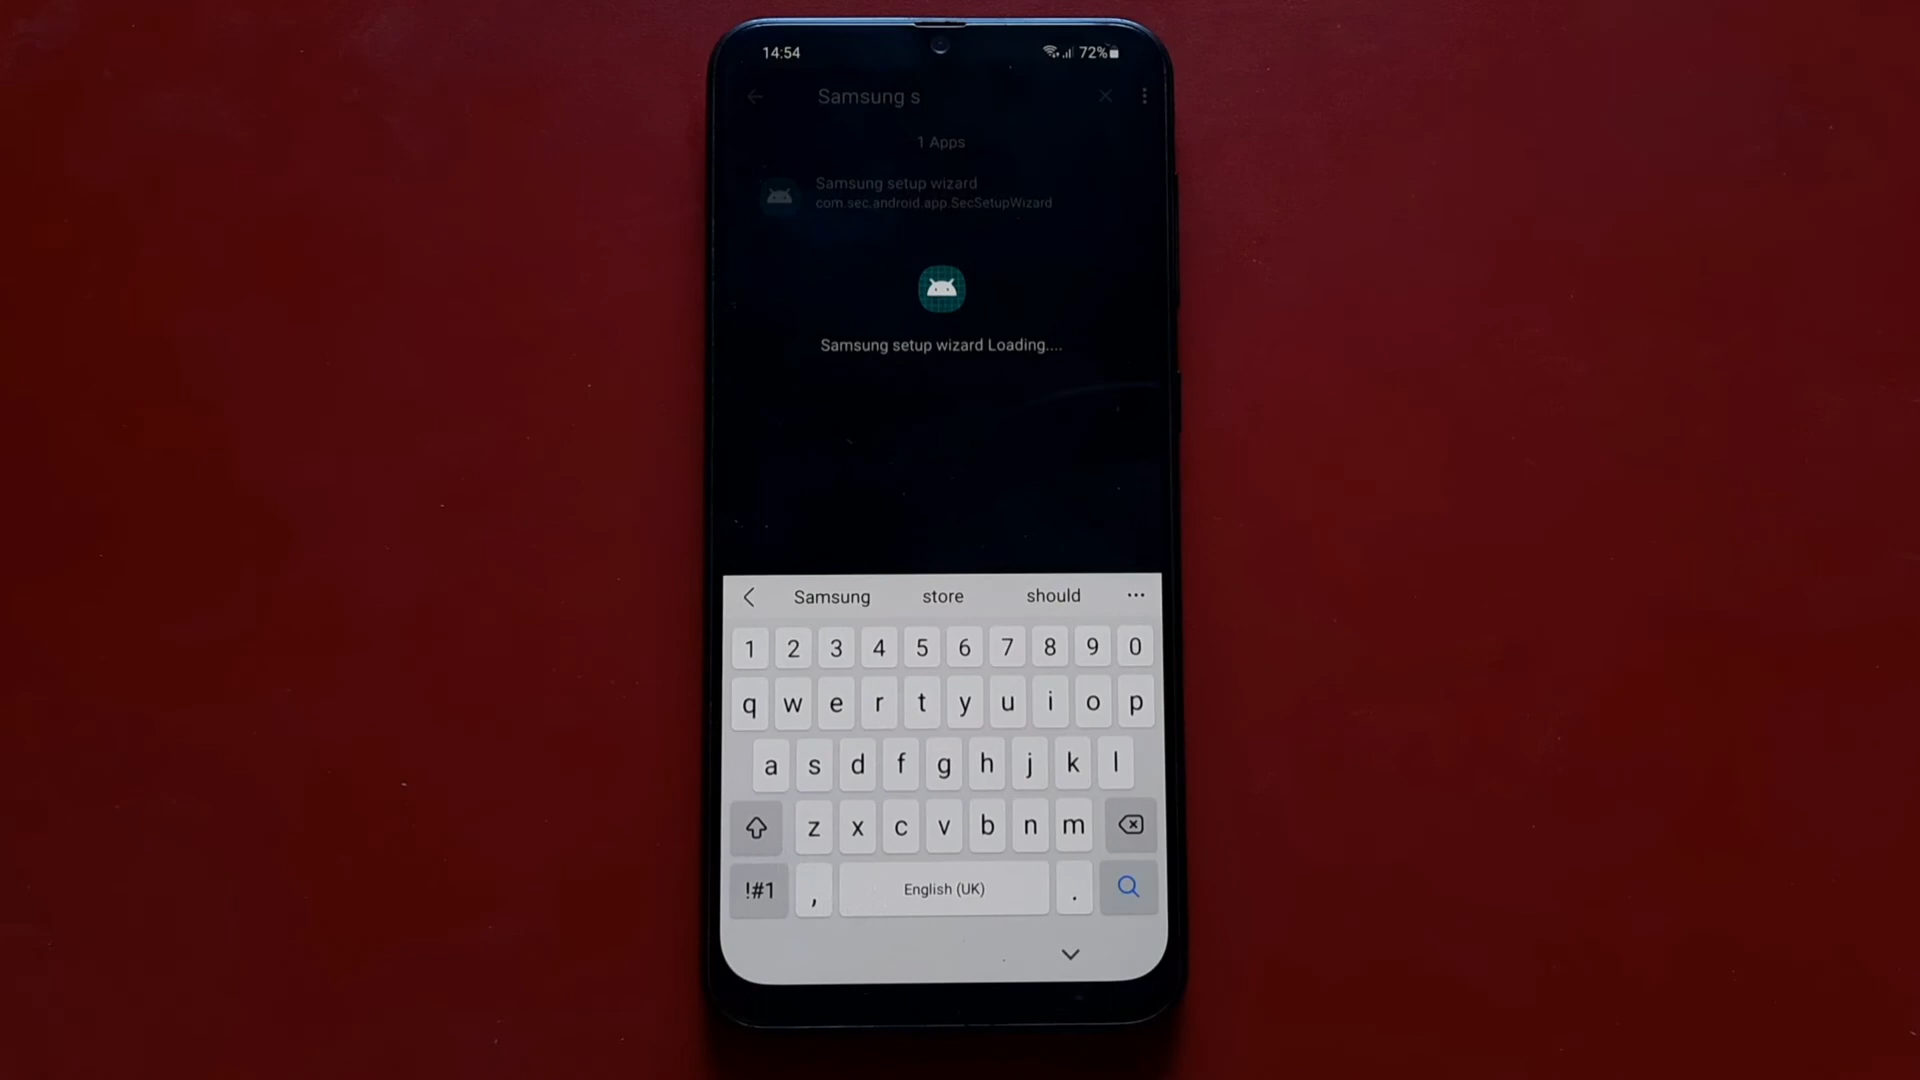 14:54
72%
Samsung s
1 Apps
Samsung setup wizard
com.sec.android.app.SecSetupWizard
Samsung setup wizard Loading....
Samsung store should
1 2 3 4 5 6 7 8 9 0
q w e r t y u i o p
a s d f g h j k l
z x c v b n m
!#1 , English (UK) .